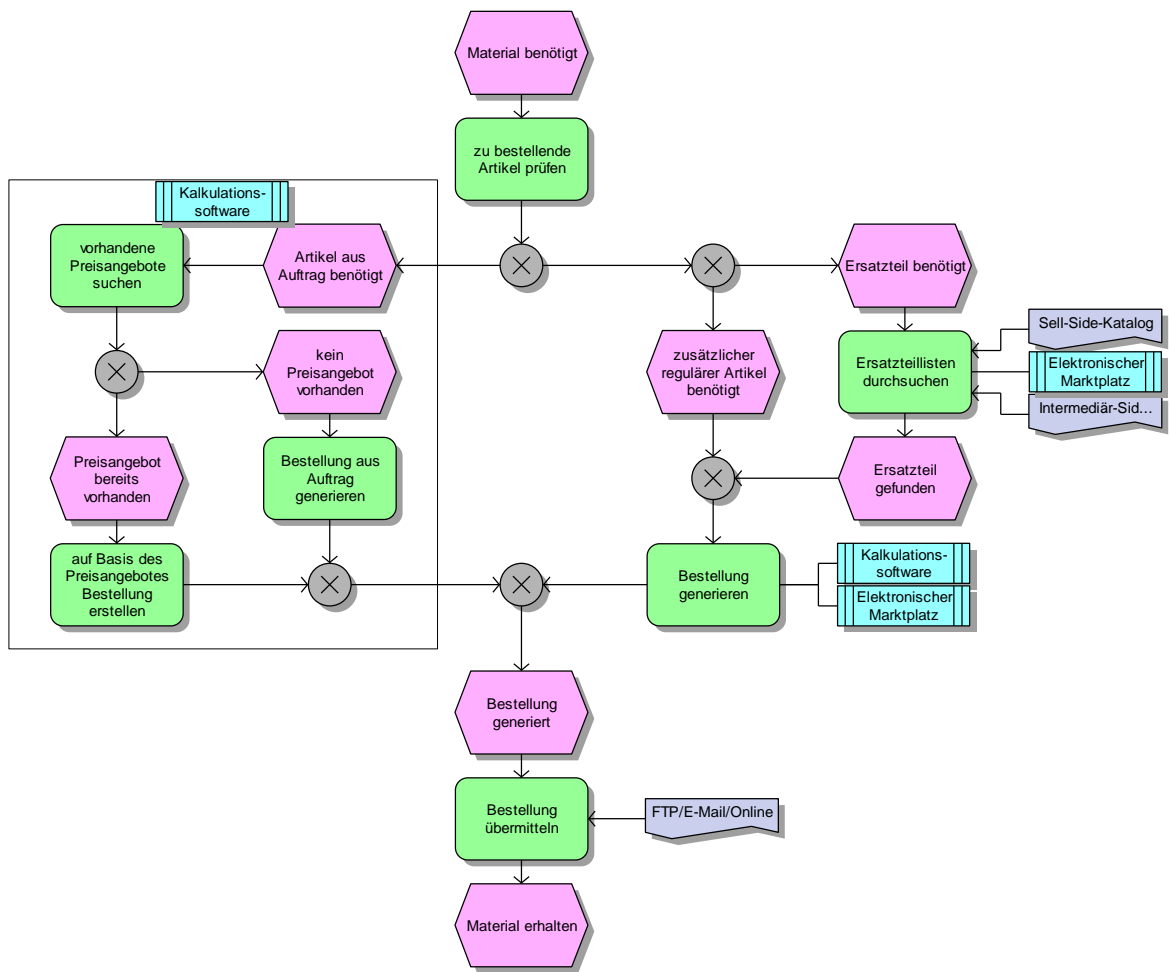 Material benötigt
zu bestellende
Artikel prüfen
Kalkulations-
software
vorhandene
Preisangebote
suchen
Artikel aus
Auftrag benötigt
Ersatzteil benötigt
kein
Preisangebot
vorhanden
zusätzlicher
regulärer Artikel
benötigt
Ersatzteillisten
durchsuchen
Sell-Side-Katalog
Elektronischer
Marktplatz
Intermediär-Sid...
Preisangebot
bereits
vorhanden
Bestellung aus
Auftrag
generieren
Ersatzteil
gefunden
auf Basis des
Preisangebotes
Bestellung
erstellen
Bestellung
generieren
Kalkulations-
software
Elektronischer
Marktplatz
Bestellung
generiert
Bestellung
übermitteln
FTP/E-Mail/Online
Material erhalten